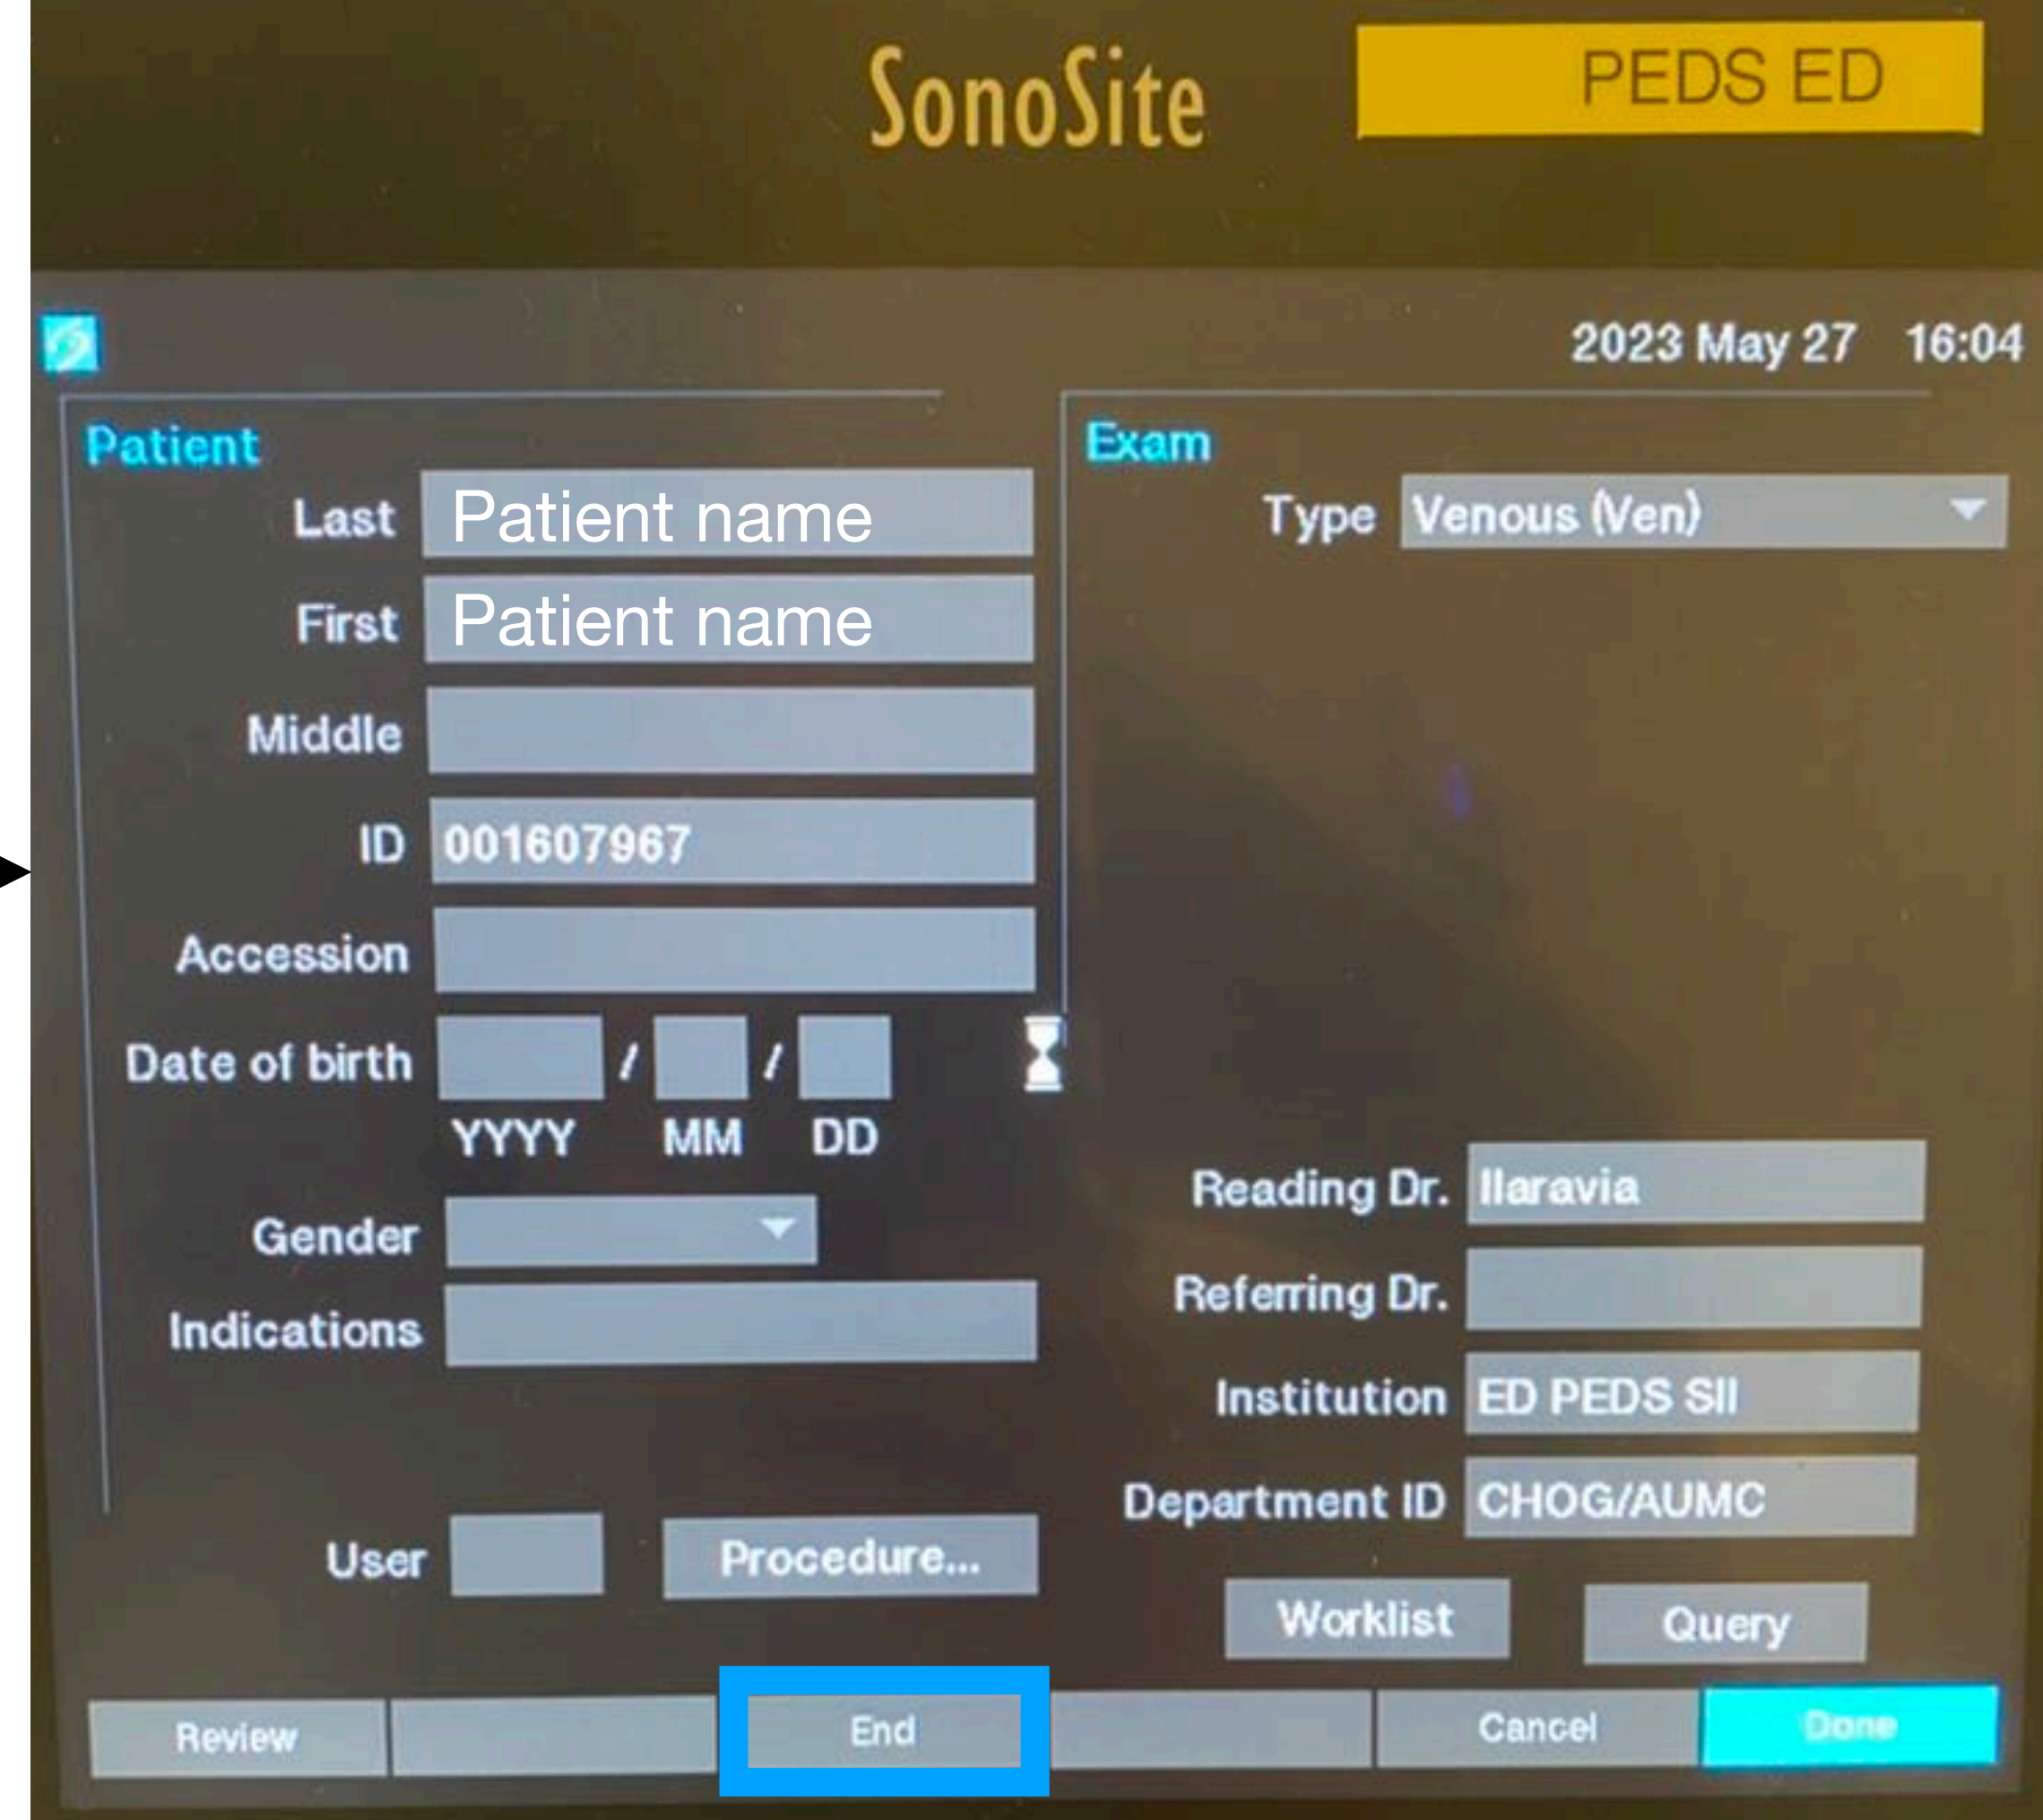 SonoSite
PEDS ED
2023 May 27 16:04
Patient
Last Patient name
First Patient name
Middle
ID 001607967
Accession
Date of birth / /
YYYY MM DD
Gender
Indications
User Procedure...
Exam
Type Venous (Ven)
Reading Dr. Ilaravia
Referring Dr.
Institution ED PEDS SII
Department ID CHOG/AUMC
Worklist Query
Review End Cancel Done